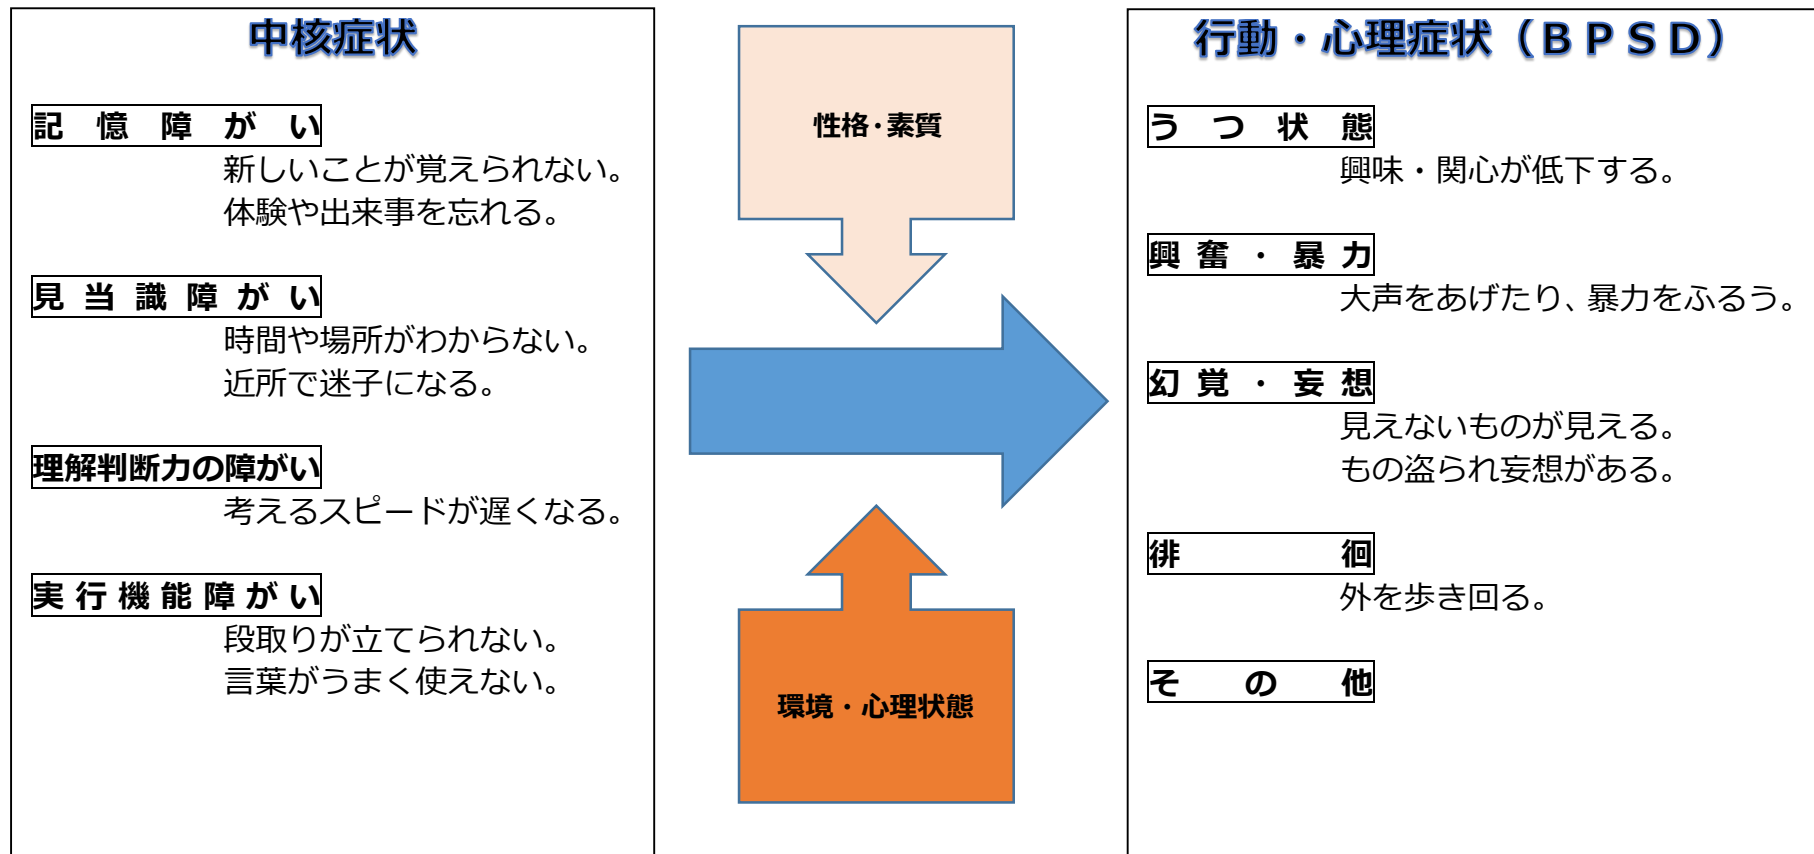 中核症状
記憶障がい
新しいことが覚えられない。
体験や出来事を忘れる。
見当識障がい
時間や場所がわからない。
近所で迷子になる。
理解判断力の障がい
考えるスピードが遅くなる。
実行機能障がい
段取りが立てられない。
言葉がうまく使えない。
性格・素質
環境・心理状態
行動・心理症状（ＢＰＳＤ）
うつ状態
興味・関心が低下する。
興奮・暴力
大声をあげたり、暴力をふるう。
幻覚・妄想
見えないものが見える。
もの盗られ妄想がある。
徘徊
外を歩き回る。
その他